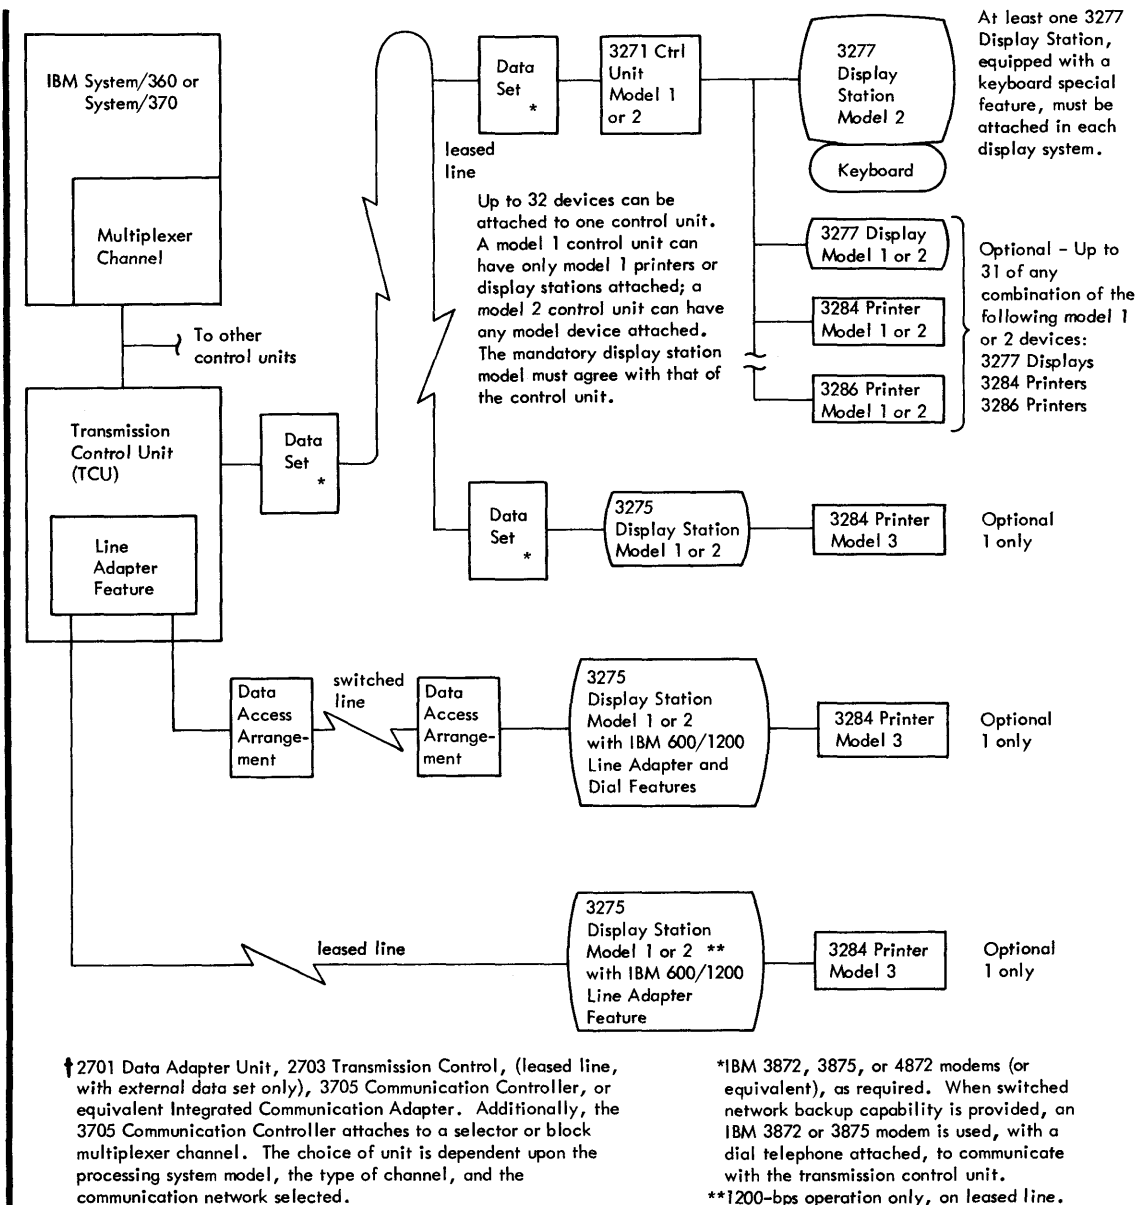 IBM System/360 or
System/370
Multiplexer
Channel
To other
control units
Transmission
Control Unit
(TCU)
Line
Adapter
Feature
Data
Set
*
leased
line
Data
Set
*
3271 Ctrl
Unit
Model 1
or 2
3277
Display
Station
Model 2
Keyboard
At least one 3277
Display Station,
equipped with a
keyboard special
feature, must be
attached in each
display system.
Up to 32 devices can be
attached to one control unit.
A model 1 control unit can
have only model 1 printers or
display stations attached; a
model 2 control unit can have
any model device attached.
The mandatory display station
model must agree with that of
the control unit.
3277 Display
Model 1 or 2
3284 Printer
Model 1 or 2
3286 Printer
Model 1 or 2
Optional - Up to
31 of any
combination of the
following model 1
or 2 devices:
3277 Displays
3284 Printers
3286 Printers
Data
Set
*
3275
Display Station
Model 1 or 2
3284 Printer
Model 3
Optional
1 only
Data
Access
Arrange-
ment
switched
line
Data
Access
Arrange-
ment
3275
Display Station
Model 1 or 2
with IBM 600/1200
Line Adapter and
Dial Features
3284 Printer
Model 3
Optional
1 only
leased line
3275
Display Station
Model 1 or 2 **
with IBM 600/1200
Line Adapter
Feature
3284 Printer
Model 3
Optional
1 only
†2701 Data Adapter Unit, 2703 Transmission Control, (leased line,
with external data set only), 3705 Communication Controller, or
equivalent Integrated Communication Adapter. Additionally, the
3705 Communication Controller attaches to a selector or block
multiplexer channel. The choice of unit is dependent upon the
processing system model, the type of channel, and the
communication network selected.
*IBM 3872, 3875, or 4872 modems (or
equivalent), as required. When switched
network backup capability is provided, an
IBM 3872 or 3875 modem is used, with a
dial telephone attached, to communicate
with the transmission control unit.
**1200-bps operation only, on leased line.